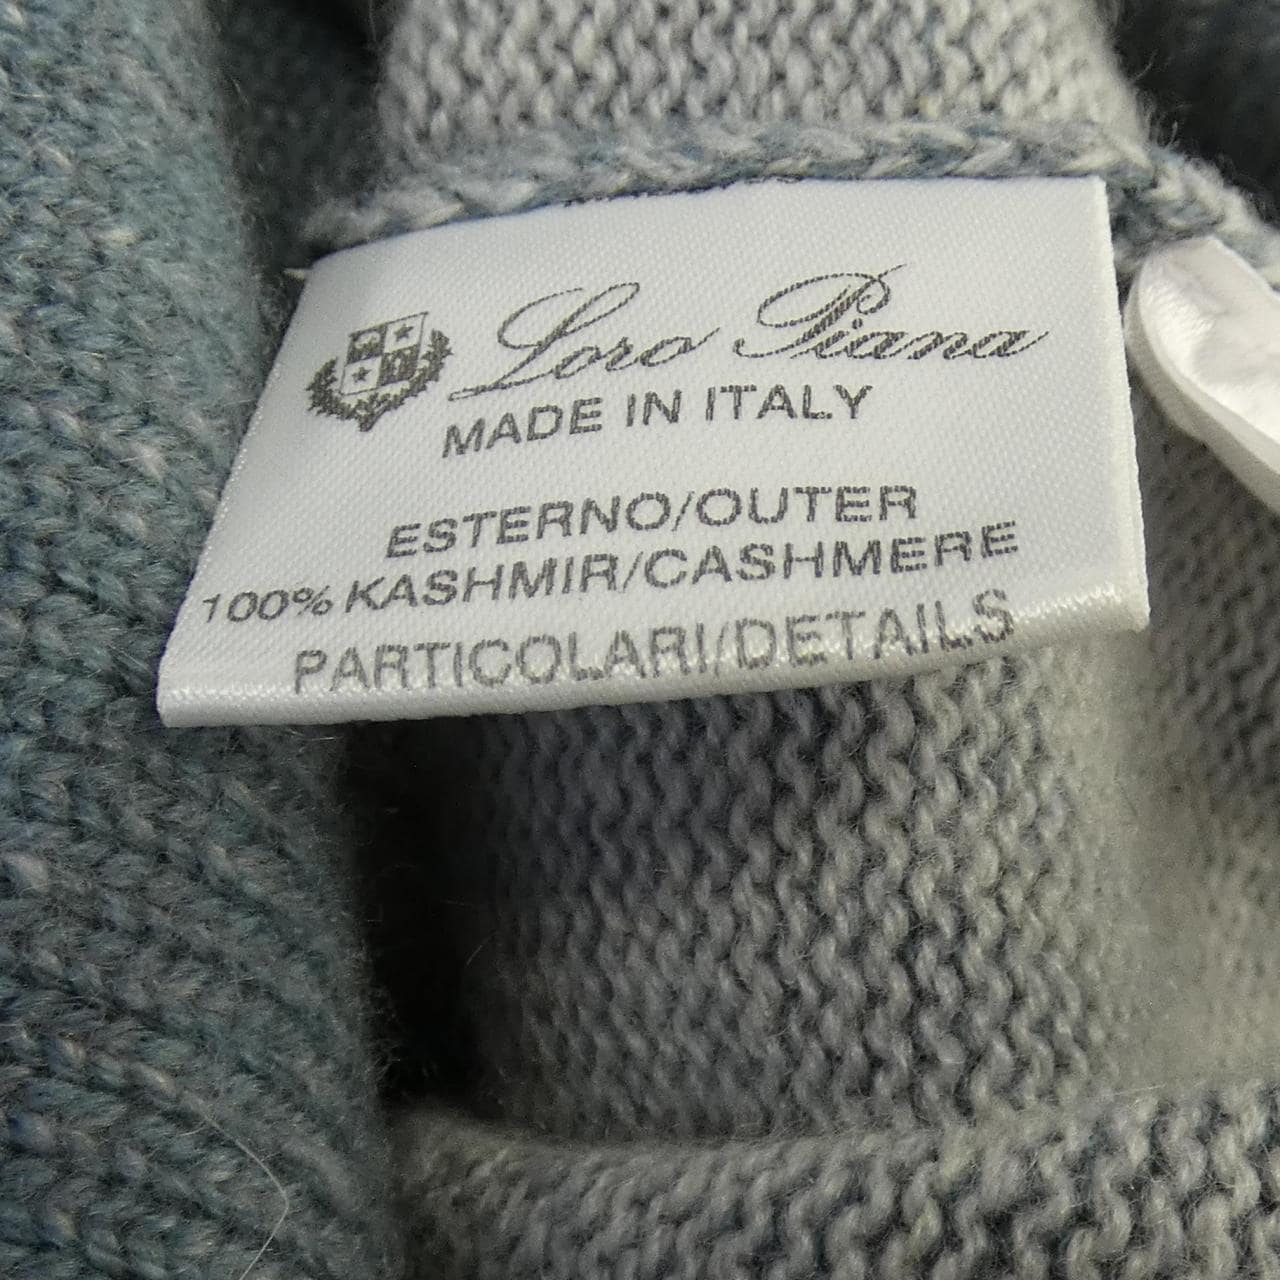 Loro Piana
MADE IN ITALY
ESTERNO/OUTER
100% KASHMIR/CASHMERE
PARTICOLARI/DETAILS